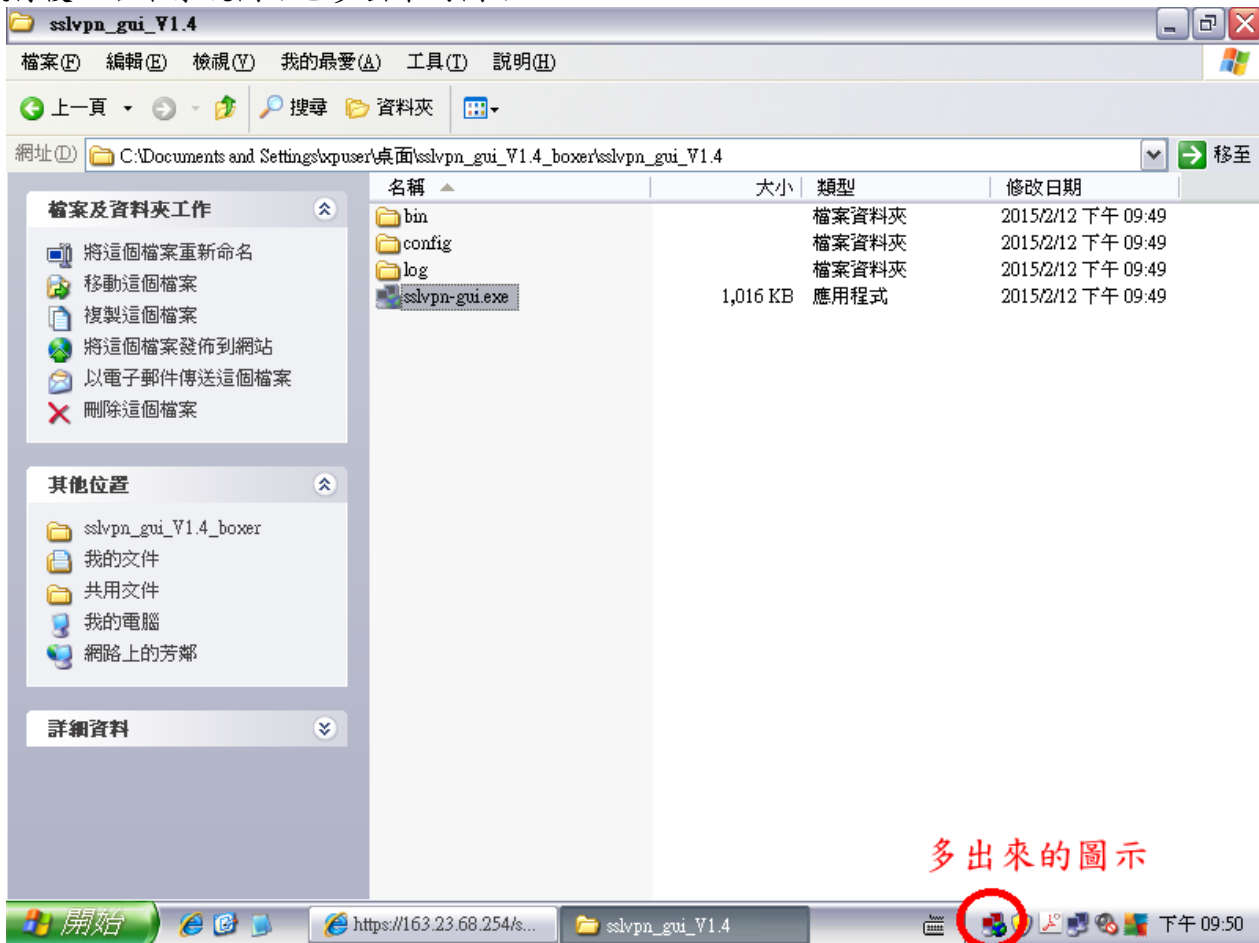 sslvpn_gui_V1.4
檔案(F) 編輯(E) 檢視(V) 我的最愛(A) 工具(T) 說明(H)
上一頁 搜尋 資料夾
網址(D) C:\Documents and Settings\xpuser\桌面\sslvpn_gui_V1.4_boxer\sslvpn_gui_V1.4 移至
檔案及資料夾工作
將這個檔案重新命名
移動這個檔案
複製這個檔案
將這個檔案發佈到網站
以電子郵件傳送這個檔案
刪除這個檔案
其他位置
sslvpn_gui_V1.4_boxer
我的文件
共用文件
我的電腦
網路上的芳鄰
詳細資料
名稱 大小 類型 修改日期
bin 檔案資料夾 2015/2/12 下午 09:49
config 檔案資料夾 2015/2/12 下午 09:49
log 檔案資料夾 2015/2/12 下午 09:49
sslvpn-gui.exe 1,016 KB 應用程式 2015/2/12 下午 09:49
多出來的圖示
開始 https://163.23.68.254/s... sslvpn_gui_V1.4 下午 09:50